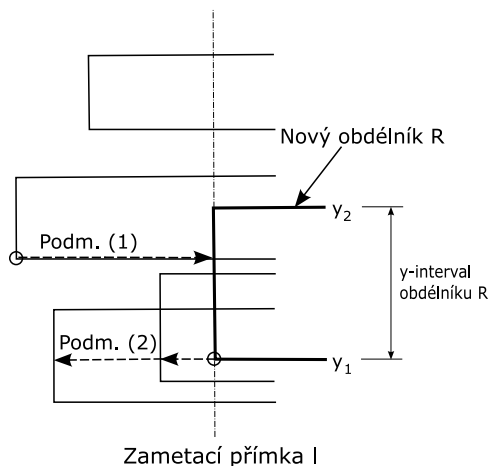 Nový obdélník R
y2
Podm. (1)
y-interval
obdélníku R
Podm. (2)
y1
Zametací přímka l